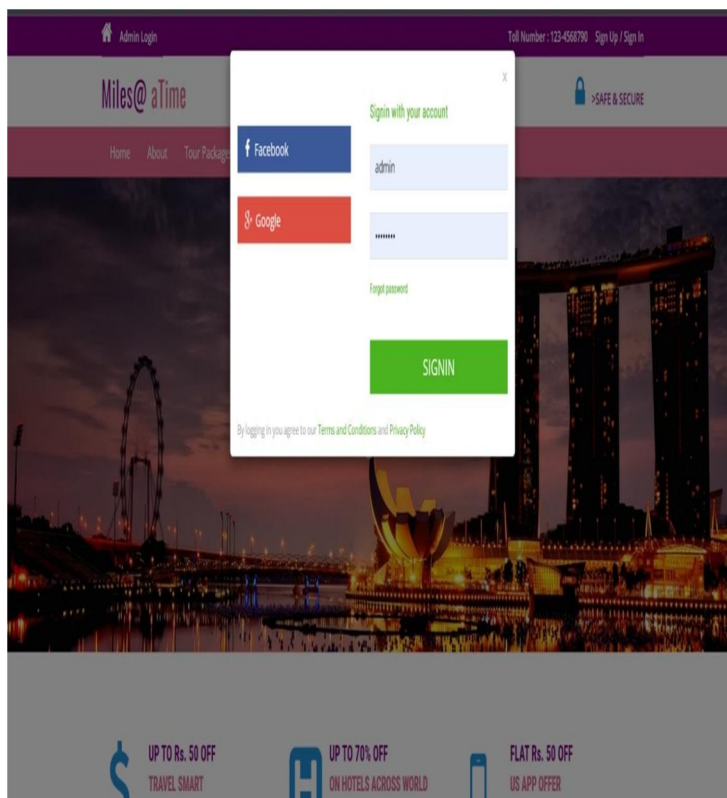 Admin Login
Toll Number : 123-4568790 Sign Up / Sign In
Miles@ aTime
>SAFE & SECURE
Home About Tour Packages
x
Signin with your account
f Facebook
admin
g+ Google
••••••••
Forgot password
SIGNIN
By logging in you agree to our Terms and Conditions and Privacy Policy
UP TO Rs. 50 OFF
TRAVEL SMART
UP TO 70% OFF
ON HOTELS ACROSS WORLD
FLAT Rs. 50 OFF
US APP OFFER